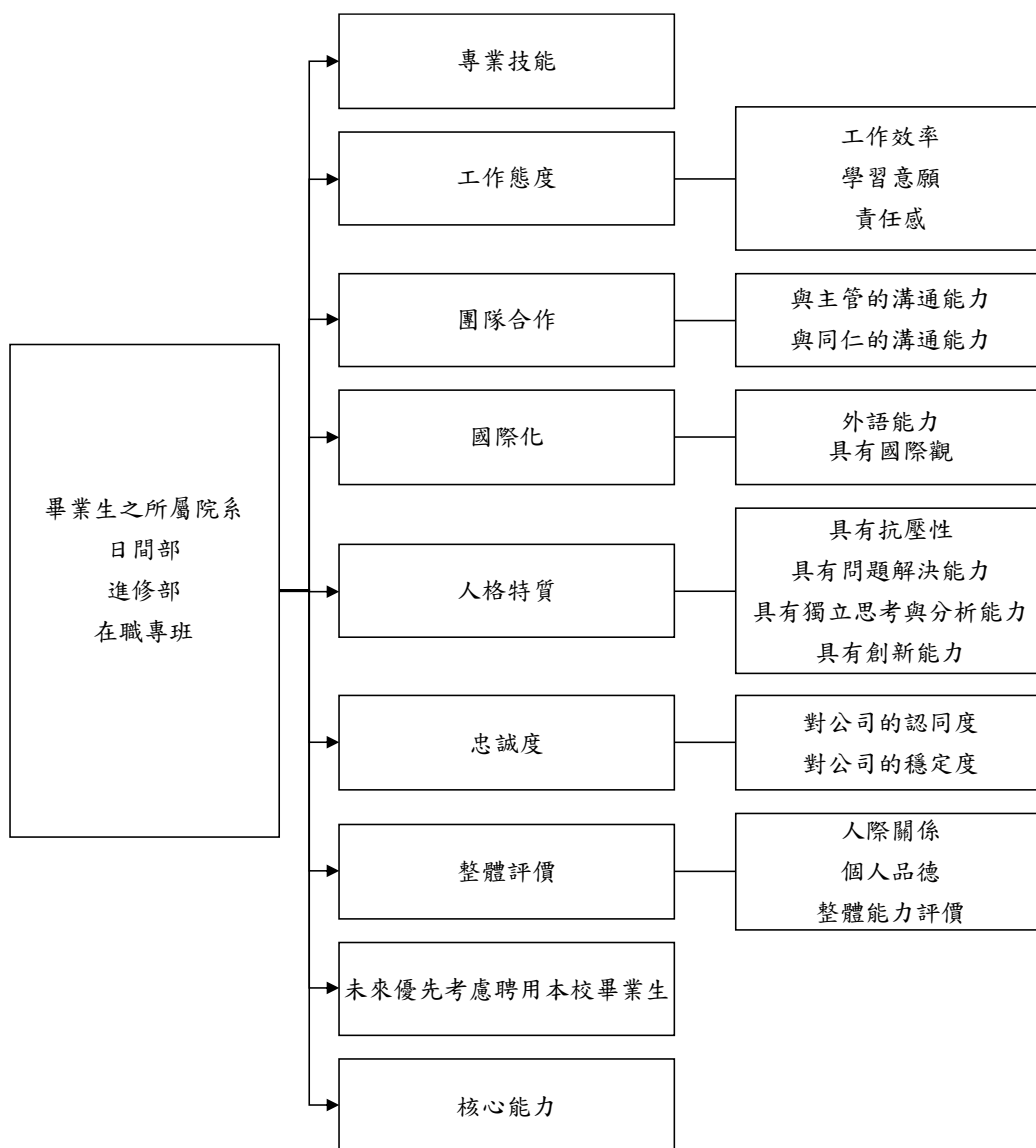 專業技能
工作態度
工作效率
學習意願
責任感
團隊合作
與主管的溝通能力
與同仁的溝通能力
畢業生之所屬院系
日間部
進修部
在職專班
國際化
外語能力
具有國際觀
人格特質
具有抗壓性
具有問題解決能力
具有獨立思考與分析能力
具有創新能力
忠誠度
對公司的認同度
對公司的穩定度
整體評價
人際關係
個人品德
整體能力評價
未來優先考慮聘用本校畢業生
核心能力